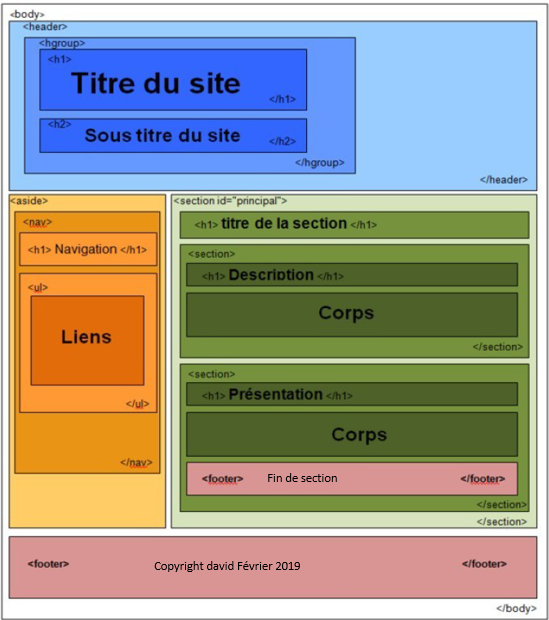 <body>
<header>
<hgroup>
<h1>
Titre du site
</h1>
<h2>
Sous titre du site
</h2>
</hgroup>
</header>
<aside>
<nav>
<h1> Navigation </h1>
<ul>
Liens
</ul>
</nav>
<section id="principal">
<h1> titre de la section </h1>
<section>
<h1> Description </h1>
Corps
</section>
<section>
<h1> Présentation </h1>
Corps
<footer> Fin de section </footer>
</section>
</section>
<footer> Copyright david Février 2019 </footer>
</body>